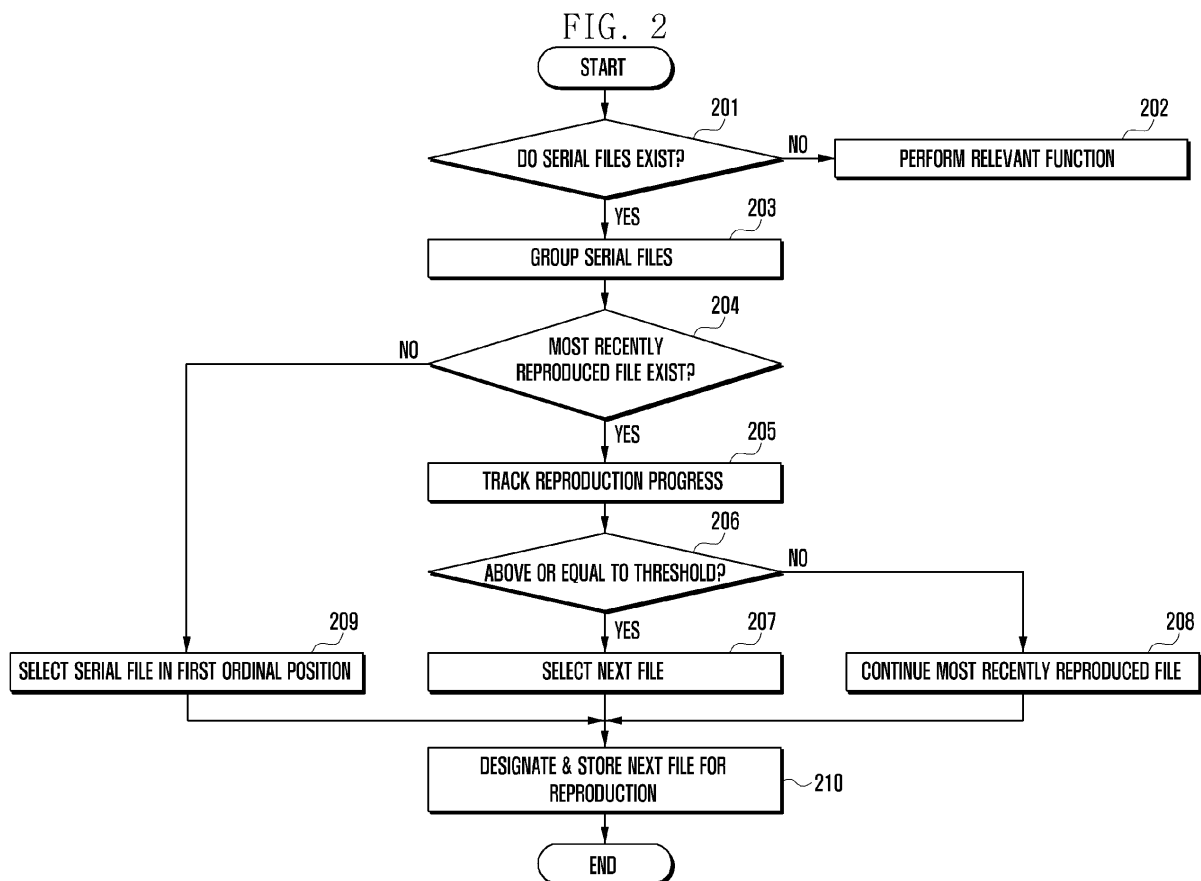 FIG. 2
START
201
DO SERIAL FILES EXIST?
NO
202
PERFORM RELEVANT FUNCTION
YES
203
GROUP SERIAL FILES
204
MOST RECENTLY
REPRODUCED FILE EXIST?
NO
YES
205
TRACK REPRODUCTION PROGRESS
206
ABOVE OR EQUAL TO THRESHOLD?
NO
YES
209
SELECT SERIAL FILE IN FIRST ORDINAL POSITION
207
SELECT NEXT FILE
208
CONTINUE MOST RECENTLY REPRODUCED FILE
DESIGNATE & STORE NEXT FILE FOR
REPRODUCTION
210
END